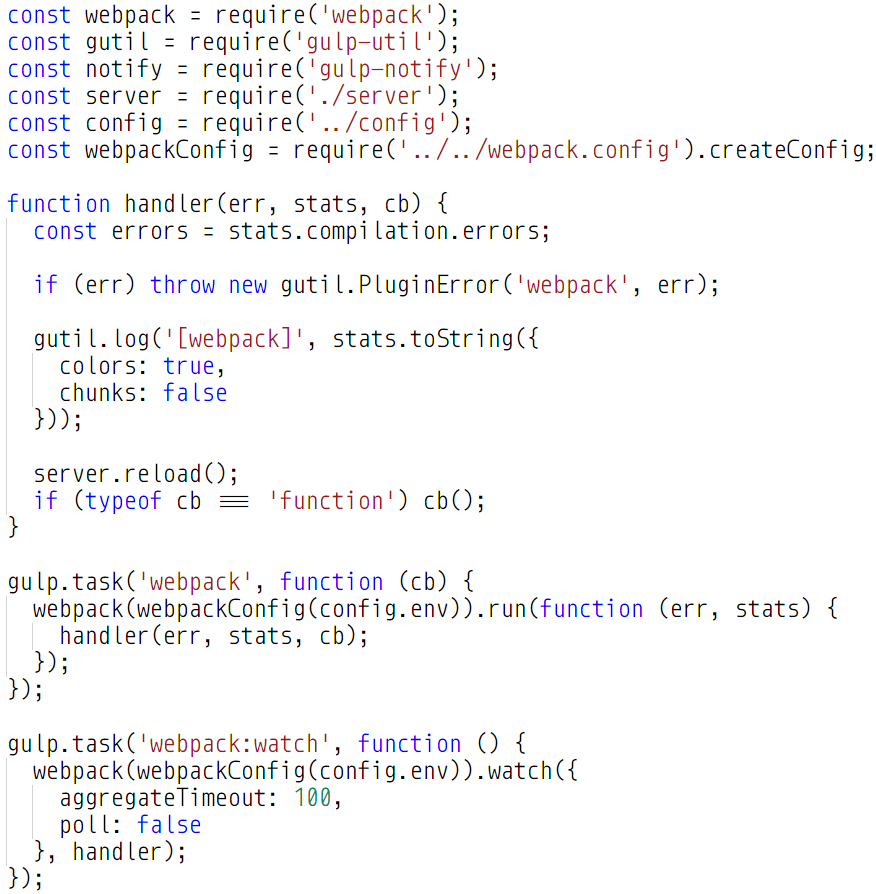 const webpack = require('webpack');
const gutil = require('gulp-util');
const notify = require('gulp-notify');
const server = require('./server');
const config = require('../config');
const webpackConfig = require('../../webpack.config').createConfig;

function handler(err, stats, cb) {
  const errors = stats.compilation.errors;

  if (err) throw new gutil.PluginError('webpack', err);

  gutil.log('[webpack]', stats.toString({
    colors: true,
    chunks: false
  }));

  server.reload();
  if (typeof cb === 'function') cb();
}

gulp.task('webpack', function (cb) {
  webpack(webpackConfig(config.env)).run(function (err, stats) {
    handler(err, stats, cb);
  });
});

gulp.task('webpack:watch', function () {
  webpack(webpackConfig(config.env)).watch({
    aggregateTimeout: 100,
    poll: false
  }, handler);
});